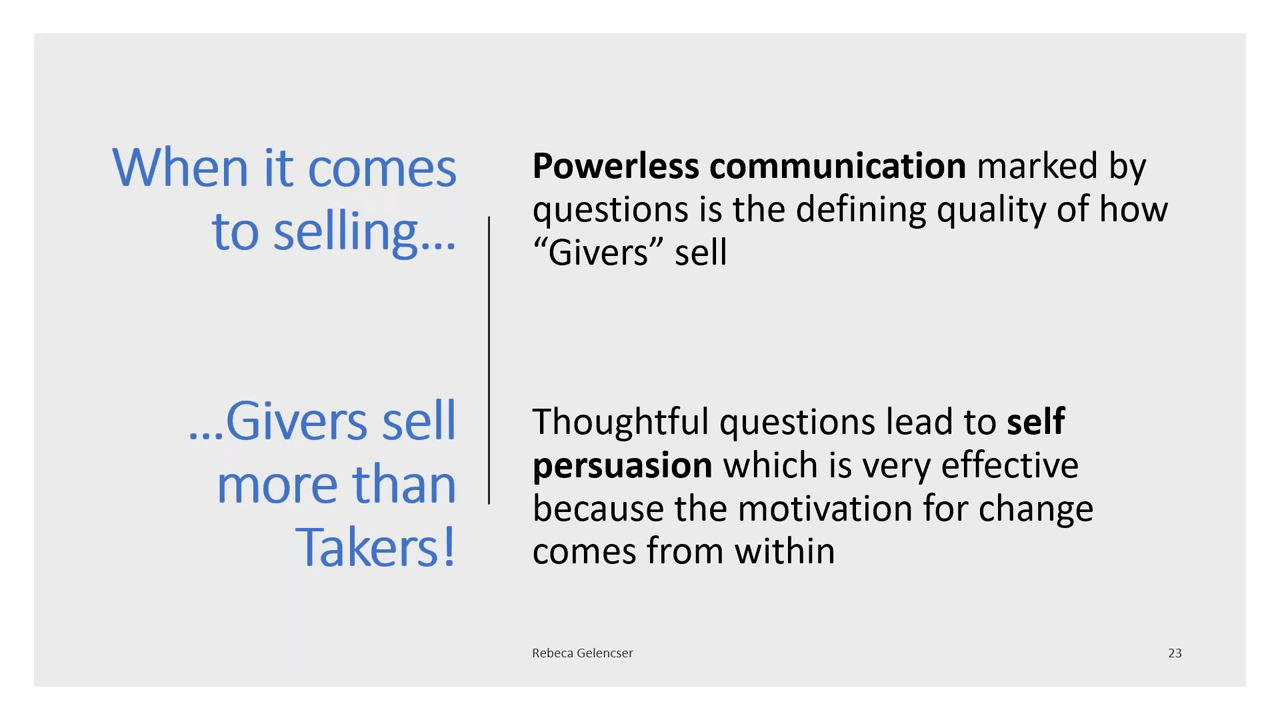 When it comes
to selling…
…Givers sell
more than
Takers!
Powerless communication marked by
questions is the defining quality of how
“Givers” sell
Thoughtful questions lead to self
persuasion which is very effective
because the motivation for change
comes from within
Rebeca Gelencser
23